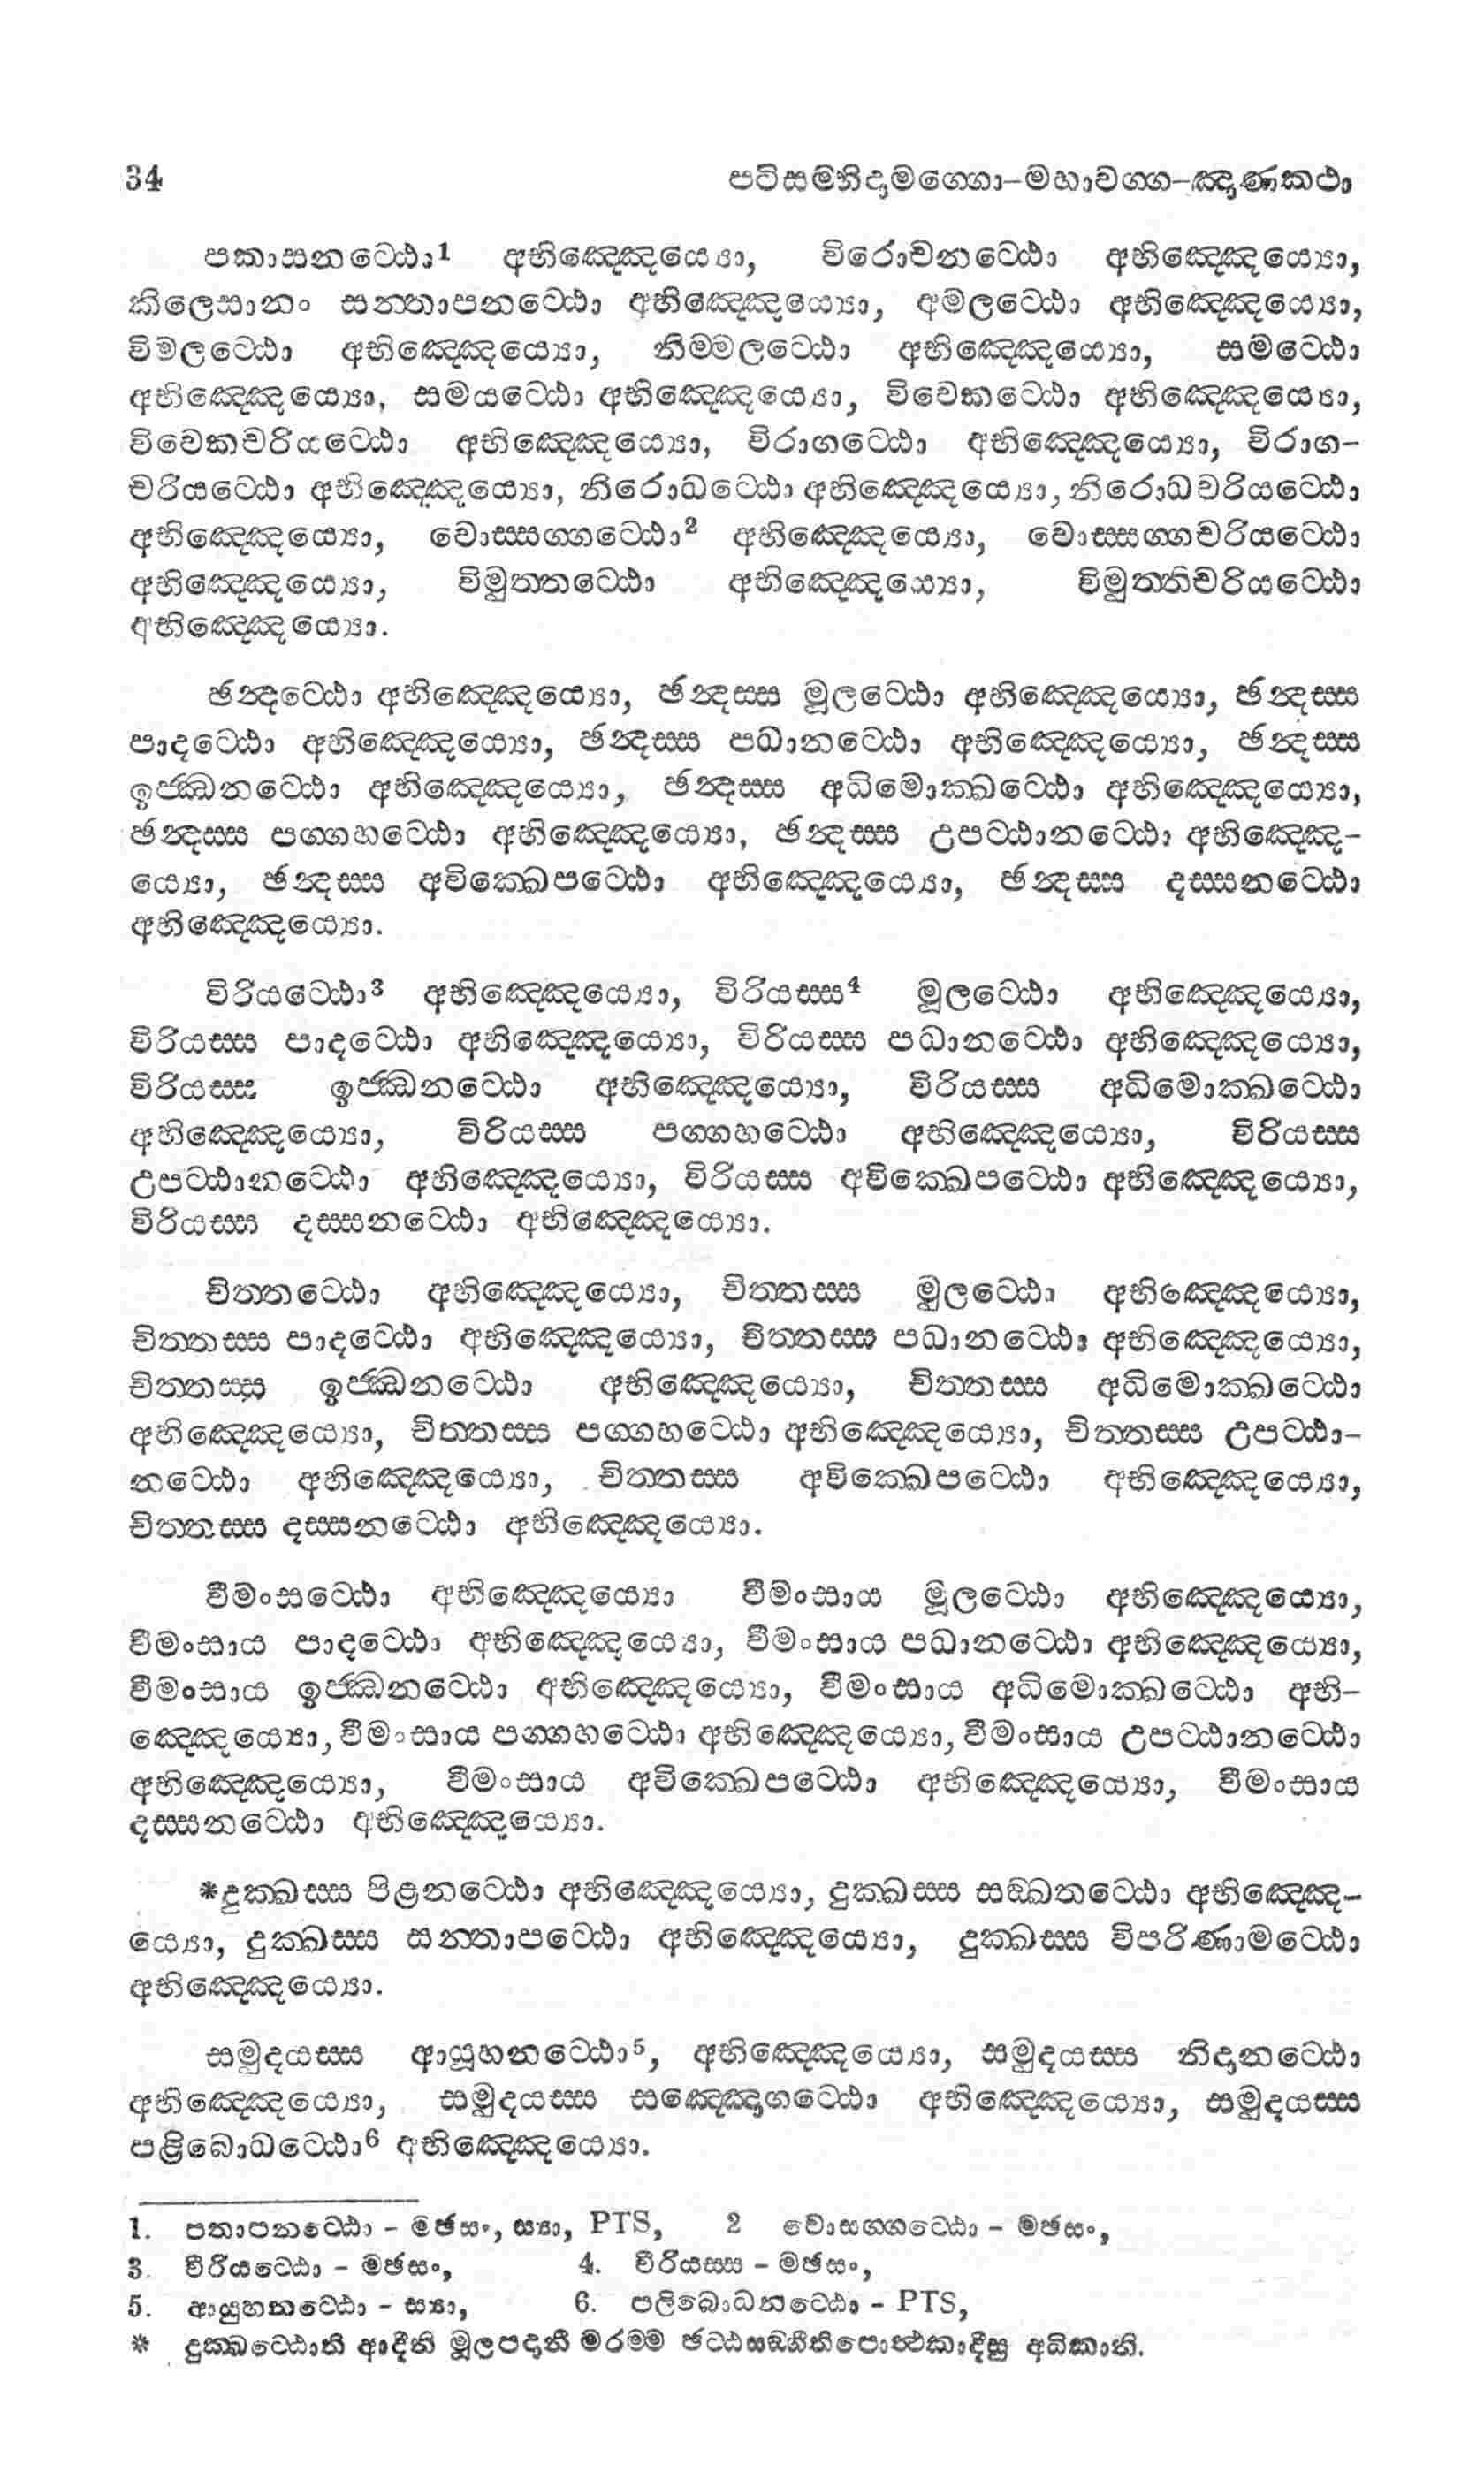 34 පටිසම්භිදාමග්ගො-මහාවග්ග-ඤාණකථා
පකාසනට්ඨො1 අභිඤ්ඤෙය්‍යො, විරොචනට්ඨො අභිඤ්ඤෙය්‍යො,
කිලෙසානං සන්තාපනට්ඨො අභිඤ්ඤෙය්‍යො, අමලට්ඨො අභිඤ්ඤෙය්‍යො,
විමලට්ඨො අභිඤ්ඤෙය්‍යො, නිම්මලට්ඨො අභිඤ්ඤෙය්‍යො, සමට්ඨො
අභිඤ්ඤෙය්‍යො, සමයට්ඨො අභිඤ්ඤෙය්‍යො, විවෙකට්ඨො අභිඤ්ඤෙය්‍යො,
විවෙකචරියට්ඨො අභිඤ්ඤෙය්‍යො, විරාගට්ඨො අභිඤ්ඤෙය්‍යො, විරාග-
චරියට්ඨො අභිඤ්ඤෙය්‍යො, නිරොධට්ඨො අභිඤ්ඤෙය්‍යො, නිරොධචරියට්ඨො
අභිඤ්ඤෙය්‍යො, වොස්සග්ගට්ඨො2 අභිඤ්ඤෙය්‍යො, වොස්සග්ගචරියට්ඨො
අභිඤ්ඤෙය්‍යො, විමුත්තට්ඨො අභිඤ්ඤෙය්‍යො, විමුත්තිචරියට්ඨො
අභිඤ්ඤෙය්‍යො.
ඡන්දට්ඨො අභිඤ්ඤෙය්‍යො, ඡන්දස්ස මූලට්ඨො අභිඤ්ඤෙය්‍යො, ඡන්දස්ස
පාදට්ඨො අභිඤ්ඤෙය්‍යො, ඡන්දස්ස පධානට්ඨො අභිඤ්ඤෙය්‍යො, ඡන්දස්ස
ඉජ්ඣනට්ඨො අභිඤ්ඤෙය්‍යො, ඡන්දස්ස අධිමොක්ඛට්ඨො අභිඤ්ඤෙය්‍යො,
ඡන්දස්ස පග්ගහට්ඨො අභිඤ්ඤෙය්‍යො, ඡන්දස්ස උපට්ඨානට්ඨො අභිඤ්ඤෙ-
ය්‍යො, ඡන්දස්ස අවික්ඛෙපට්ඨො අභිඤ්ඤෙය්‍යො, ඡන්දස්ස දස්සනට්ඨො
අභිඤ්ඤෙය්‍යො.
විරියට්ඨො3 අභිඤ්ඤෙය්‍යො, විරියස්ස4 මූලට්ඨො අභිඤ්ඤෙය්‍යො,
විරියස්ස පාදට්ඨො අභිඤ්ඤෙය්‍යො, විරියස්ස පධානට්ඨො අභිඤ්ඤෙය්‍යො,
විරියස්ස ඉජ්ඣනට්ඨො අභිඤ්ඤෙය්‍යො, විරියස්ස අධිමොක්ඛට්ඨො
අභිඤ්ඤෙය්‍යො, විරියස්ස පග්ගහට්ඨො අභිඤ්ඤෙය්‍යො, විරියස්ස
උපට්ඨානට්ඨො අභිඤ්ඤෙය්‍යො, විරියස්ස අවික්ඛෙපට්ඨො අභිඤ්ඤෙය්‍යො,
විරියස්ස දස්සනට්ඨො අභිඤ්ඤෙය්‍යො.
චිත්තට්ඨො අභිඤ්ඤෙය්‍යො, චිත්තස්ස මූලට්ඨො අභිඤ්ඤෙය්‍යො,
චිත්තස්ස පාදට්ඨො අභිඤ්ඤෙය්‍යො, චිත්තස්ස පධානට්ඨො අභිඤ්ඤෙය්‍යො,
චිත්තස්ස ඉජ්ඣනට්ඨො අභිඤ්ඤෙය්‍යො, චිත්තස්ස අධිමොක්ඛට්ඨො
අභිඤ්ඤෙය්‍යො, චිත්තස්ස පග්ගහට්ඨො අභිඤ්ඤෙය්‍යො, චිත්තස්ස උපට්ඨා-
නට්ඨො අභිඤ්ඤෙය්‍යො, චිත්තස්ස අවික්ඛෙපට්ඨො අභිඤ්ඤෙය්‍යො,
චිත්තස්ස දස්සනට්ඨො අභිඤ්ඤෙය්‍යො.
වීමංසට්ඨො අභිඤ්ඤෙය්‍යො වීමංසාය මූලට්ඨො අභිඤ්ඤෙය්‍යො,
වීමංසාය පාදට්ඨො අභිඤ්ඤෙය්‍යො, වීමංසාය පධානට්ඨො අභිඤ්ඤෙය්‍යො,
වීමංසාය ඉජ්ඣනට්ඨො අභිඤ්ඤෙය්‍යො, වීමංසාය අධිමොක්ඛට්ඨො අභි-
ඤ්ඤෙය්‍යො, වීමංසාය පග්ගහට්ඨො අභිඤ්ඤෙය්‍යො, වීමංසාය උපට්ඨානට්ඨො
අභිඤ්ඤෙය්‍යො, වීමංසාය අවික්ඛෙපට්ඨො අභිඤ්ඤෙය්‍යො, වීමංසාය
දස්සනට්ඨො අභිඤ්ඤෙය්‍යො.
*දුක්ඛස්ස පිළනට්ඨො අභිඤ්ඤෙය්‍යො, දුක්ඛස්ස සඞ්ඛතට්ඨො අභිඤ්ඤෙ-
ය්‍යො, දුක්ඛස්ස සන්තාපට්ඨො අභිඤ්ඤෙය්‍යො, දුක්ඛස්ස විපරිණාමට්ඨො
අභිඤ්ඤෙය්‍යො.
සමුදයස්ස ආයූහනට්ඨො5, අභිඤ්ඤෙය්‍යො, සමුදයස්ස නිදානට්ඨො
අභිඤ්ඤෙය්‍යො, සමුදයස්ස සඤ්ඤොගට්ඨො අභිඤ්ඤෙය්‍යො, සමුදයස්ස
පළිබොධට්ඨො6 අභිඤ්ඤෙය්‍යො.
1. පතාපනට්ඨො - මඡසං, ස්‍යා, PTS, 2 වොසග්ගට්ඨො - මඡසං,
3. වීරියට්ඨො - මඡසං, 4. වීරියස්ස - මඡසං,
5. ආයුහනට්ඨො - ස්‍යා, 6. පලිබොධනට්ඨො - PTS,
* දුක්ඛට්ඨොති ආදීනි මූලපදානි මරම්ම ඡට්ඨසඞ්ගීතිපොත්ථකාදීසු අධිකානි.